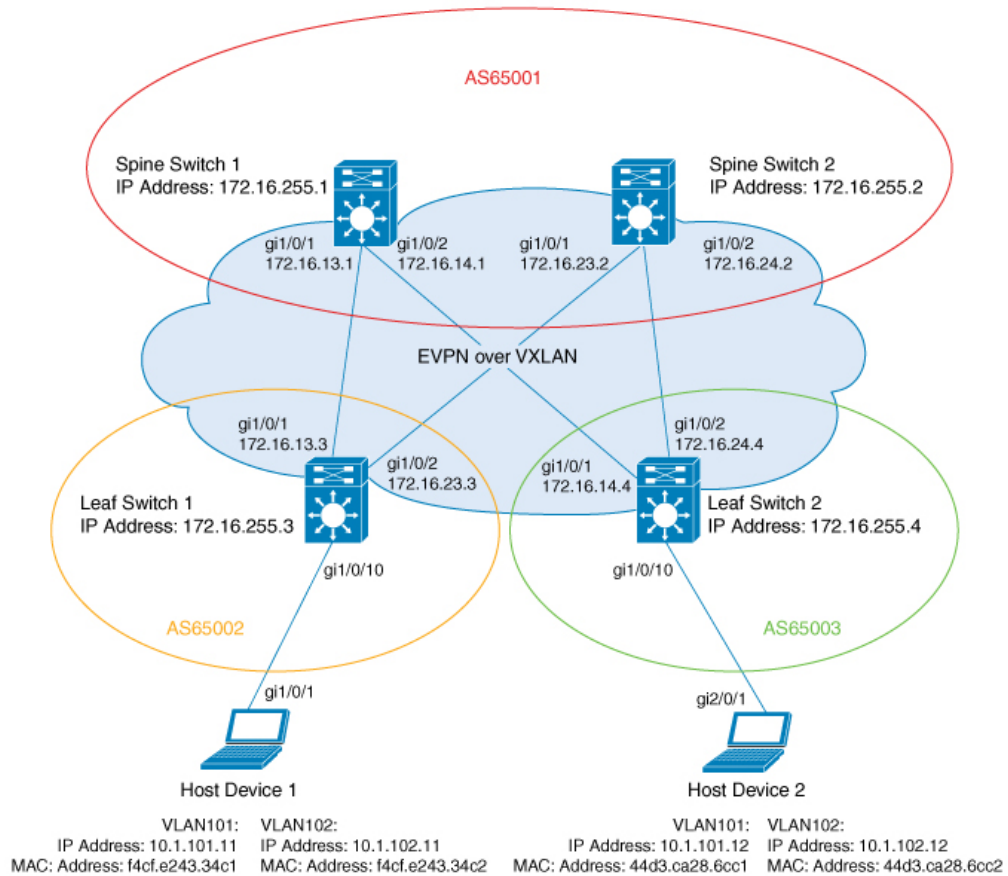 AS65001
Spine Switch 1
IP Address: 172.16.255.1
Spine Switch 2
IP Address: 172.16.255.2
gi1/0/1
172.16.13.1
gi1/0/2
172.16.14.1
gi1/0/1
172.16.23.2
gi1/0/2
172.16.24.2
EVPN over VXLAN
gi1/0/1
172.16.13.3
gi1/0/2
172.16.23.3
gi1/0/1
172.16.14.4
gi1/0/2
172.16.24.4
Leaf Switch 1
IP Address: 172.16.255.3
Leaf Switch 2
IP Address: 172.16.255.4
gi1/0/10
gi1/0/10
AS65002
AS65003
gi1/0/1
gi2/0/1
Host Device 1
Host Device 2
VLAN101:
IP Address: 10.1.101.11
MAC: Address: f4cf.e243.34c1
VLAN102:
IP Address: 10.1.102.11
MAC: Address: f4cf.e243.34c2
VLAN101:
IP Address: 10.1.101.12
MAC: Address: 44d3.ca28.6cc1
VLAN102:
IP Address: 10.1.102.12
MAC: Address: 44d3.ca28.6cc2